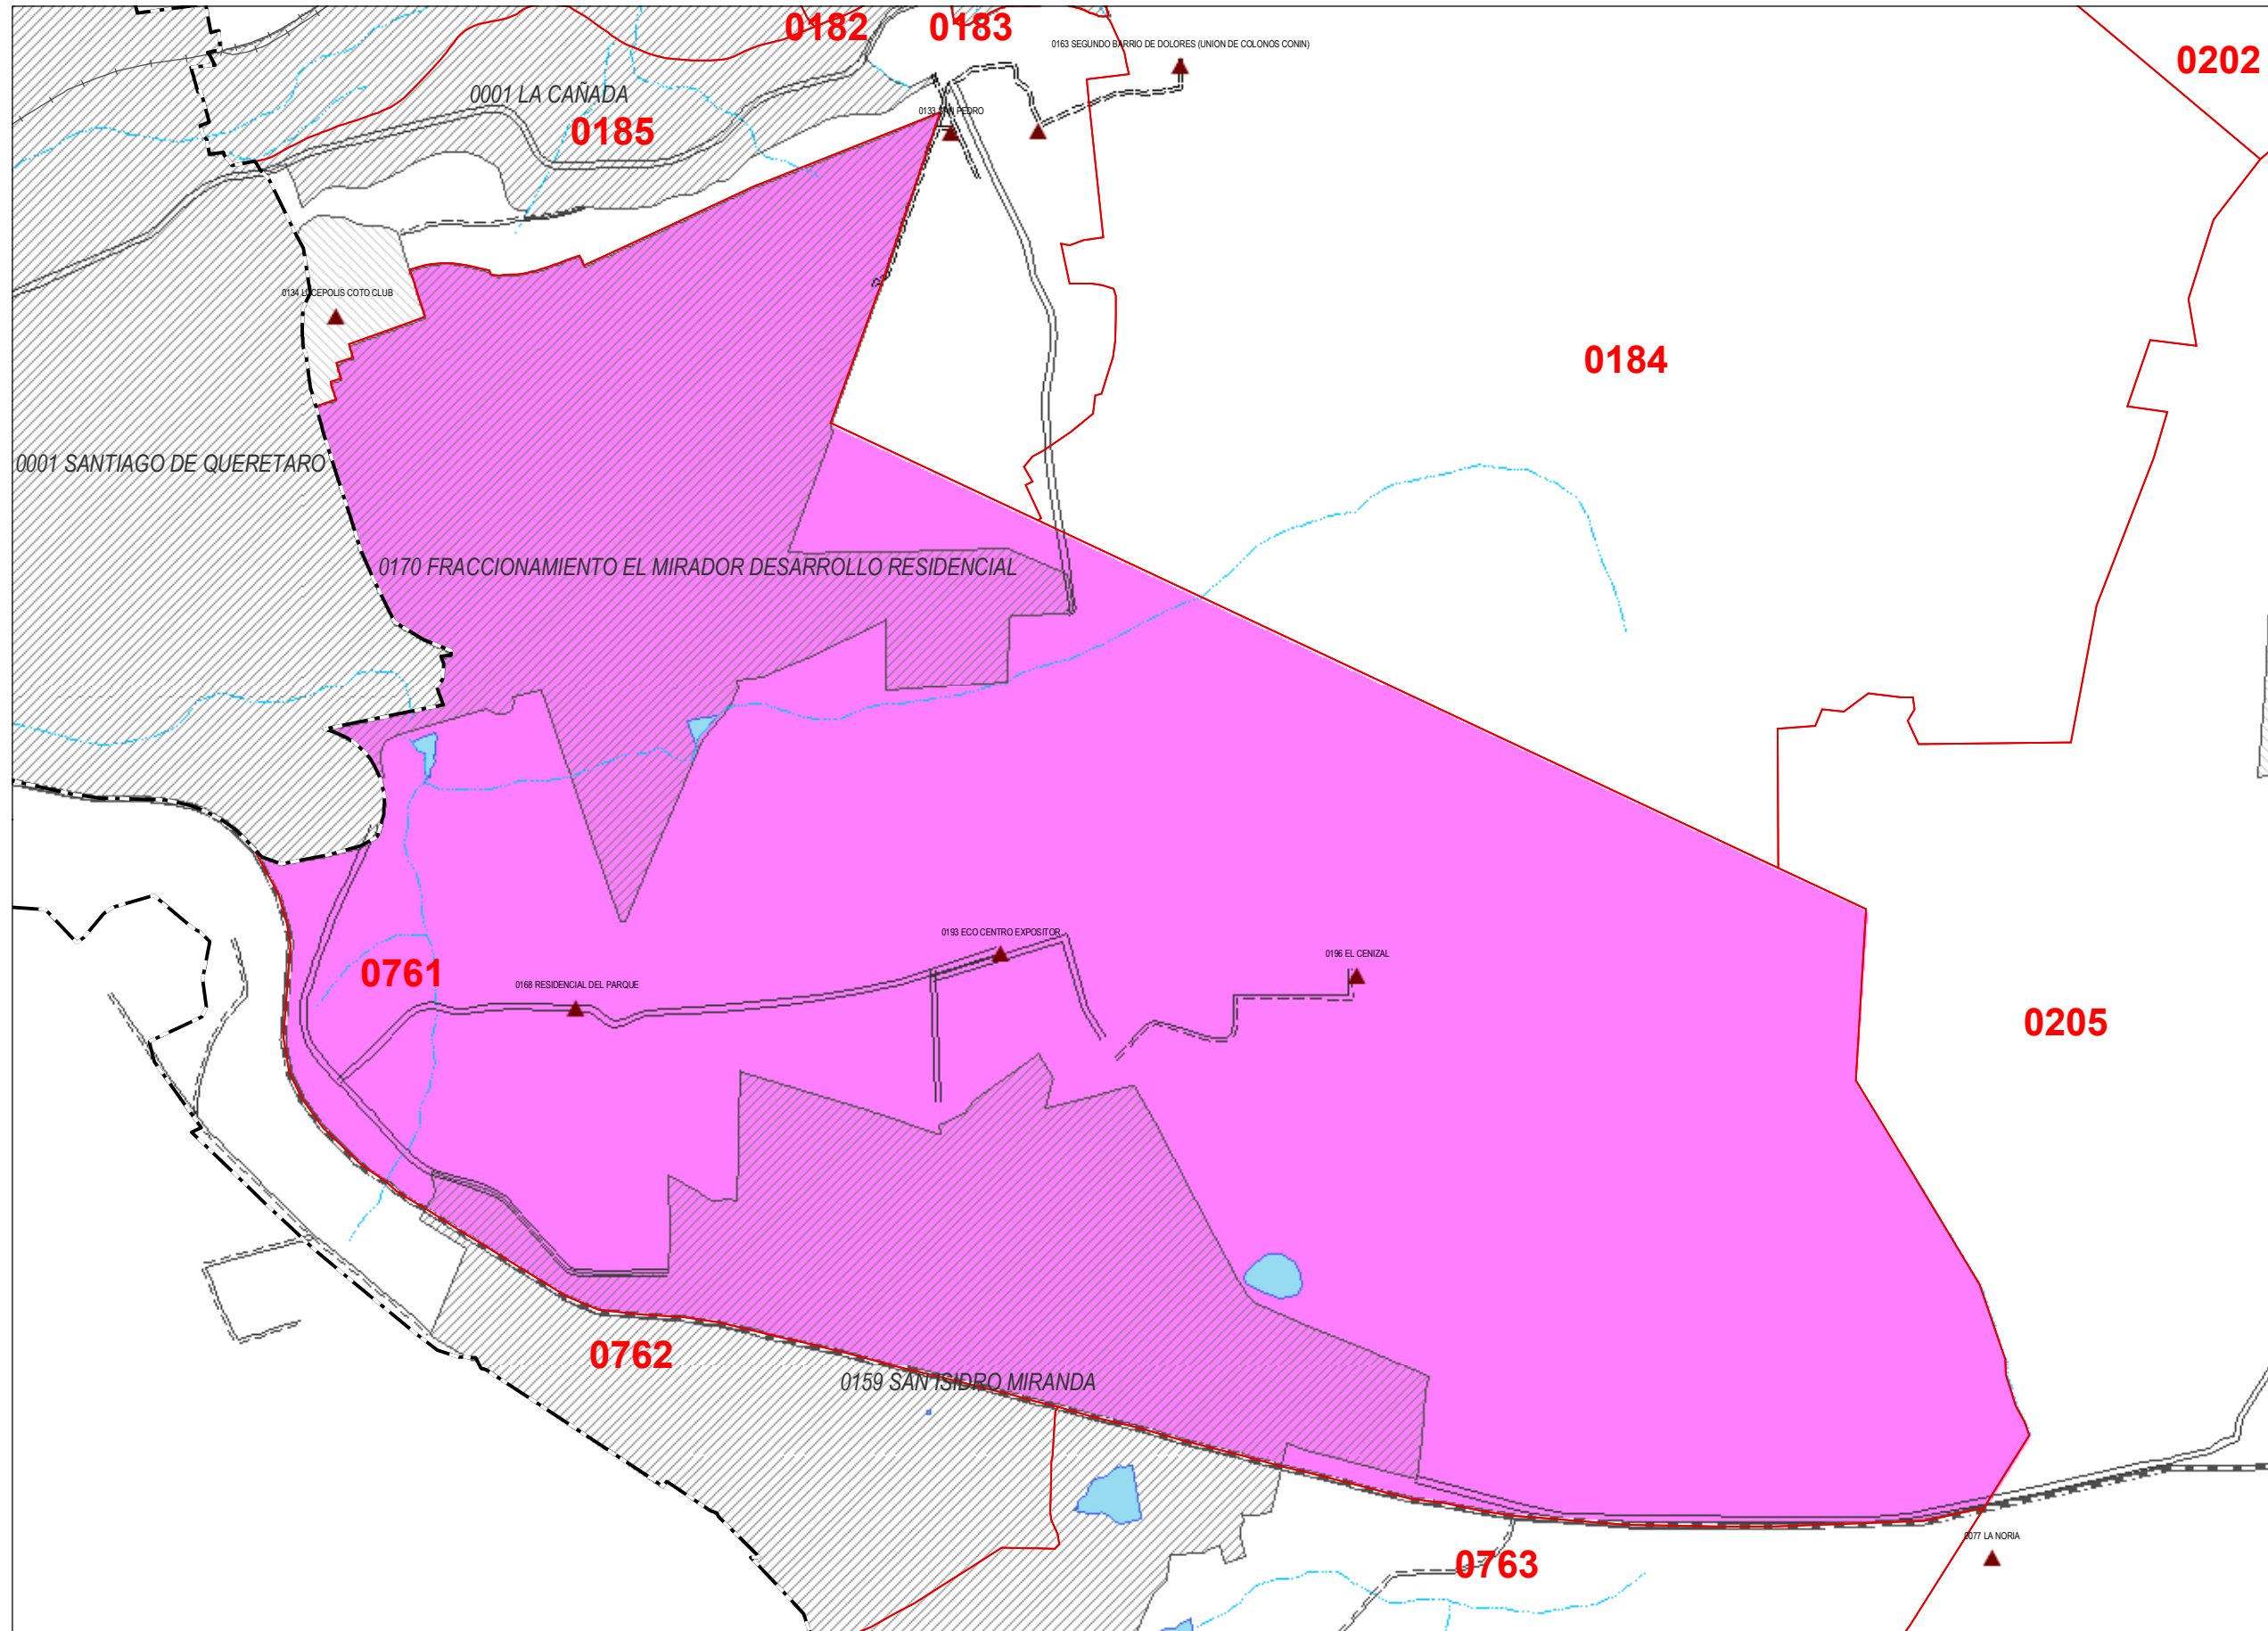 0182
0183
0163 SEGUNDO BARRIO DE DOLORES (UNION DE COLONOS CONIN)
0202
0001 LA CAÑADA
0133 SAN PEDRO
0185
0134 LUCEPOLIS COTO CLUB
0184
0001 SANTIAGO DE QUERETARO
0170 FRACCIONAMIENTO EL MIRADOR DESARROLLO RESIDENCIAL
0193 ECO CENTRO EXPOSITOR
0196 EL CENIZAL
0761
0168 RESIDENCIAL DEL PARQUE
0205
0762
0159 SAN ISIDRO MIRANDA
0077 LA NORIA
0763